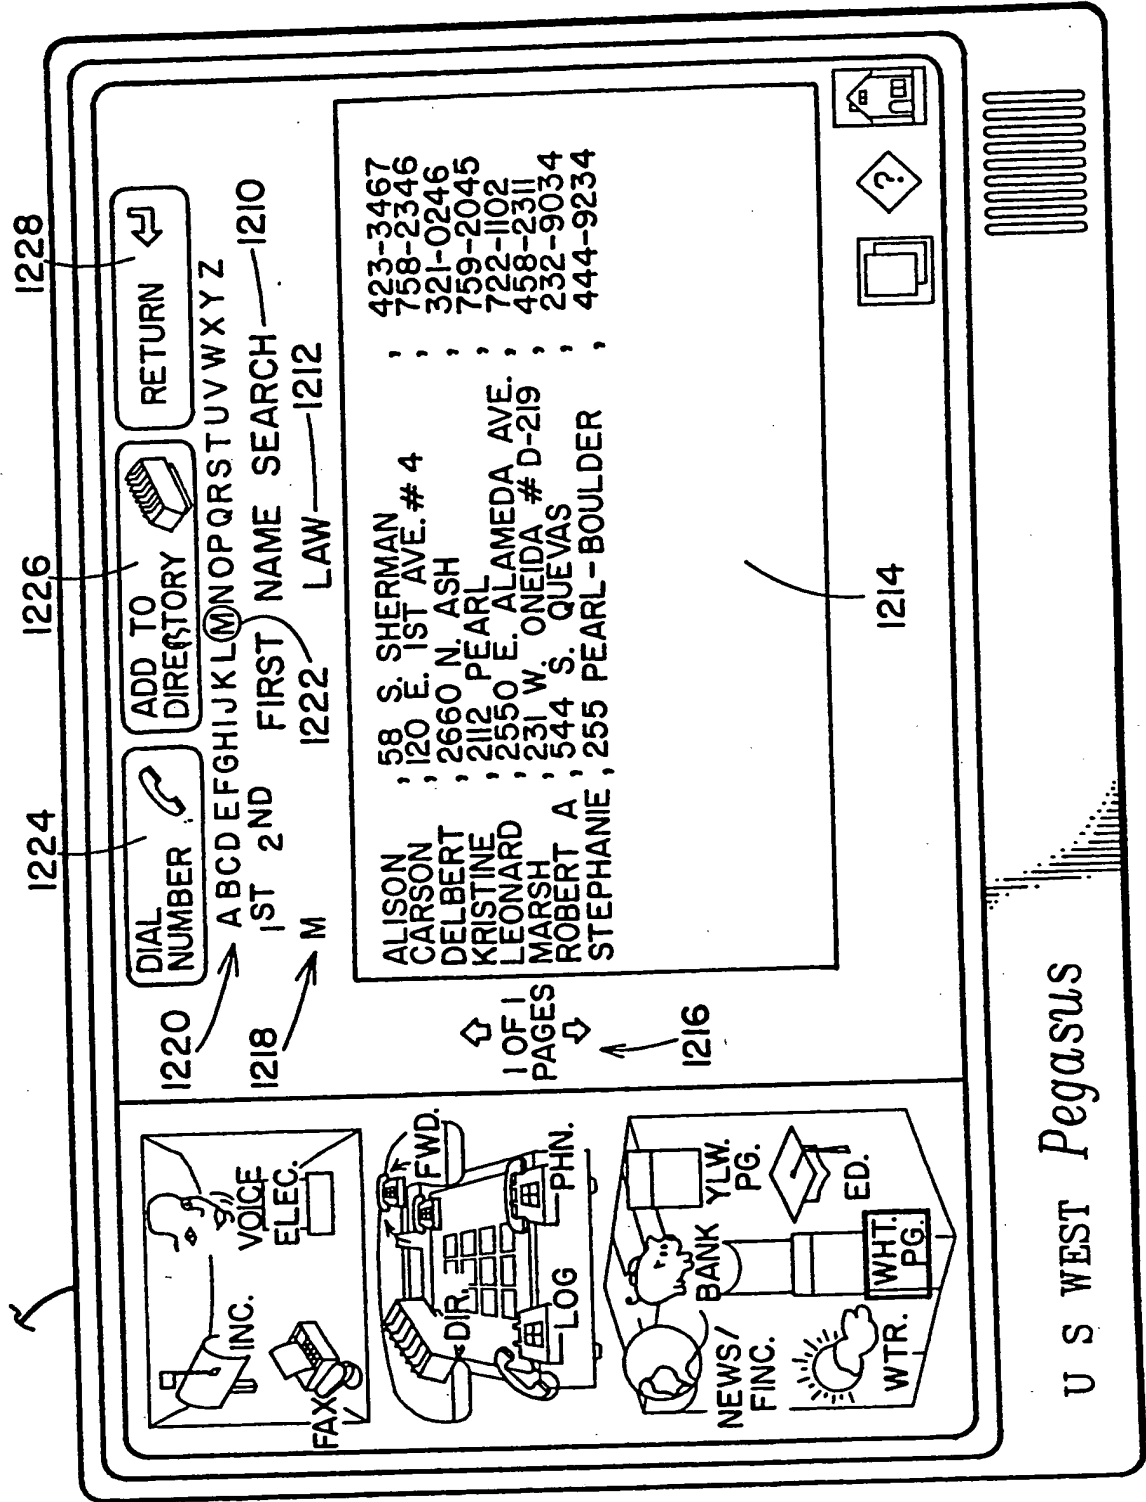 1224
1226
1228
DIAL
NUMBER
ADD TO
DIRECTORY
RETURN
1220
A B C D E F G H I J K L M N O P Q R S T U V W X Y Z
1ST 2ND FIRST NAME SEARCH 1210
1218
M
1222
LAW 1212
ALISON , 58 S. SHERMAN , 423-3467
CARSON , 120 E. 1ST AVE. #4 , 758-2346
DELBERT , 2660 N. ASH , 321-0246
KRISTINE , 2112 PEARL , 759-2045
LEONARD , 2550 E. ALAMEDA AVE. , 722-1102
MARSH , 231 W. ONEIDA #D-219 , 458-2311
ROBERT A , 544 S. QUEVAS , 232-9034
STEPHANIE , 255 PEARL-BOULDER , 444-9234
1 OF 1
PAGES
1216
1214
?
INC.
VOICE
ELEC.
FAX
FWD.
DIR.
LOG
PHN.
NEWS/
FINC.
BANK
YLW.
PG.
WTR.
WHT.
PG.
ED.
U S WEST Pegasus